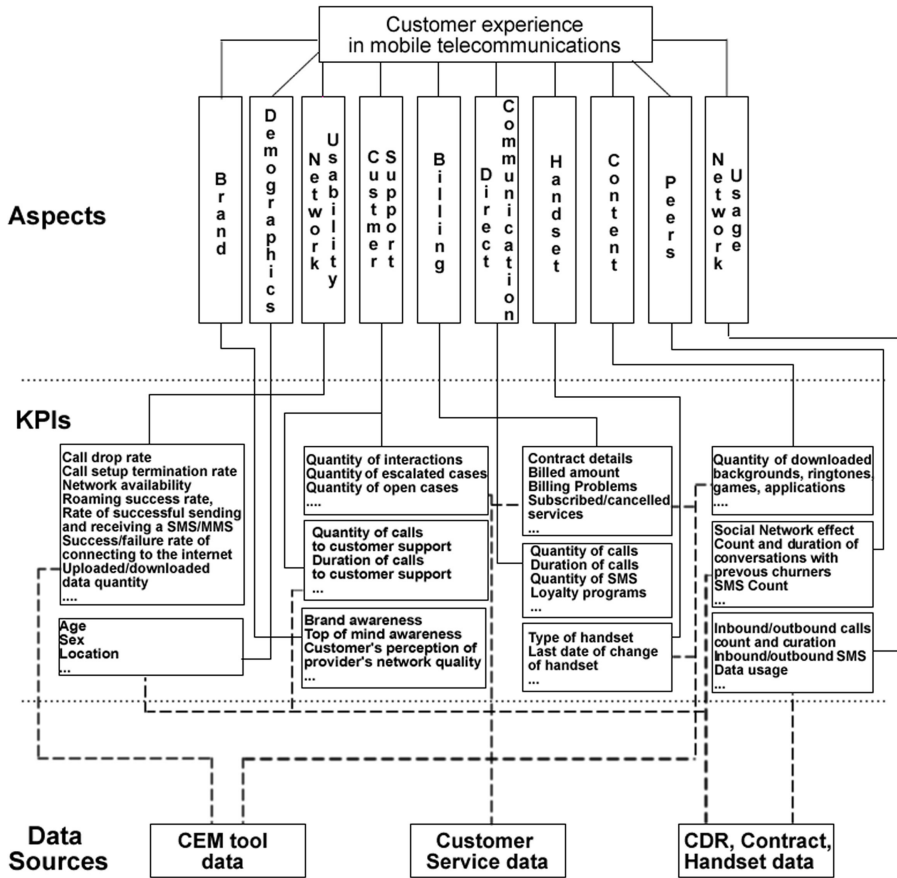 Customer experience
in mobile telecommunications
Aspects
Brand
Demographics
Network
Usability
Custmer
Support
Billing
Direct
Communication
Handset
Content
Peers
Network
Usage
KPIs
Call drop rate
Call setup termination rate
Network availability
Roaming success rate,
Rate of successful sending
and receiving a SMS/MMS
Success/failure rate of
connecting to the internet
Uploaded/downloaded
data quantity
....
Age
Sex
Location
...
Quantity of interactions
Quantity of escalated cases
Quantity of open cases
....
Quantity of calls
to customer support
Duration of calls
to customer support
...
Brand awareness
Top of mind awareness
Customer's perception of
provider's network quality
...
Contract details
Billed amount
Billing Problems
Subscribed/cancelled
services
...
Quantity of calls
Duration of calls
Quantity of SMS
Loyalty programs
....
Type of handset
Last date of change
of handset
...
Quantity of downloaded
backgrounds, ringtones,
games, applications
....
Social Network effect
Count and duration of
conversations with
prevous churners
SMS Count
...
Inbound/outbound calls
count and curation
Inbound/outbound SMS
Data usage
...
Data
Sources
CEM tool
data
Customer
Service data
CDR, Contract,
Handset data